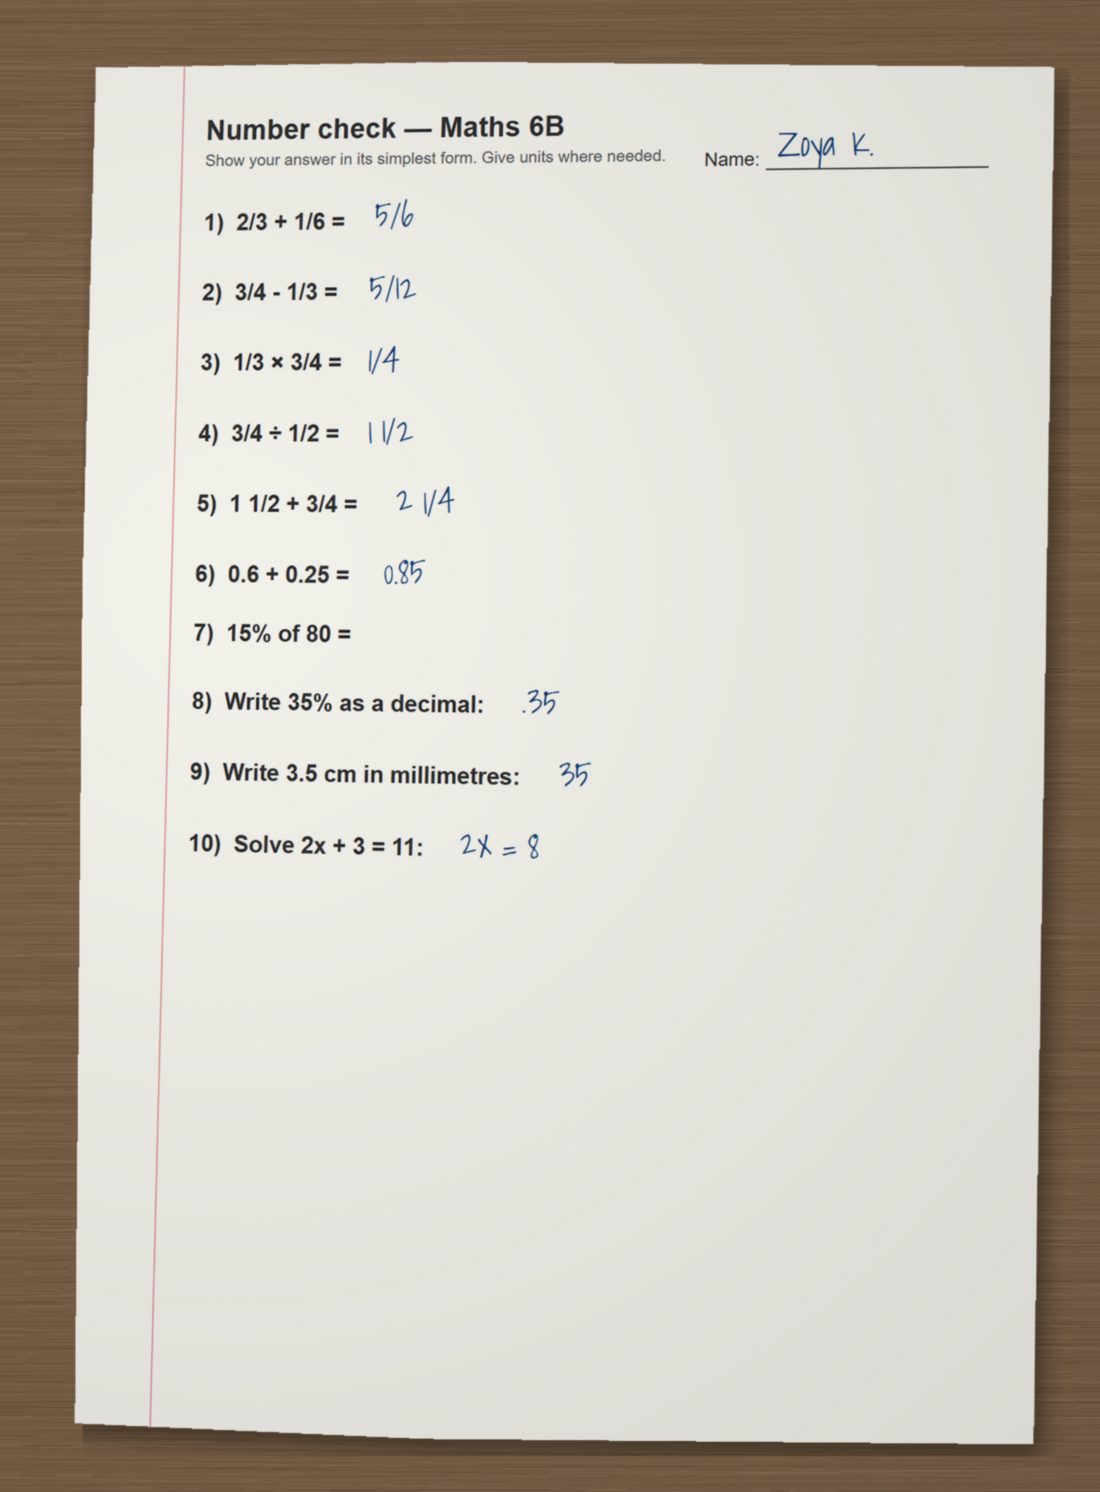 Number check — Maths 6B
Show your answer in its simplest form. Give units where needed.
Name: Zoya K.
1) 2/3 + 1/6 = 5/6
2) 3/4 - 1/3 = 5/12
3) 1/3 × 3/4 = 1/4
4) 3/4 ÷ 1/2 = 1 1/2
5) 1 1/2 + 3/4 = 2 1/4
6) 0.6 + 0.25 = 0.85
7) 15% of 80 =
8) Write 35% as a decimal: .35
9) Write 3.5 cm in millimetres: 35
10) Solve 2x + 3 = 11: 2x = 8